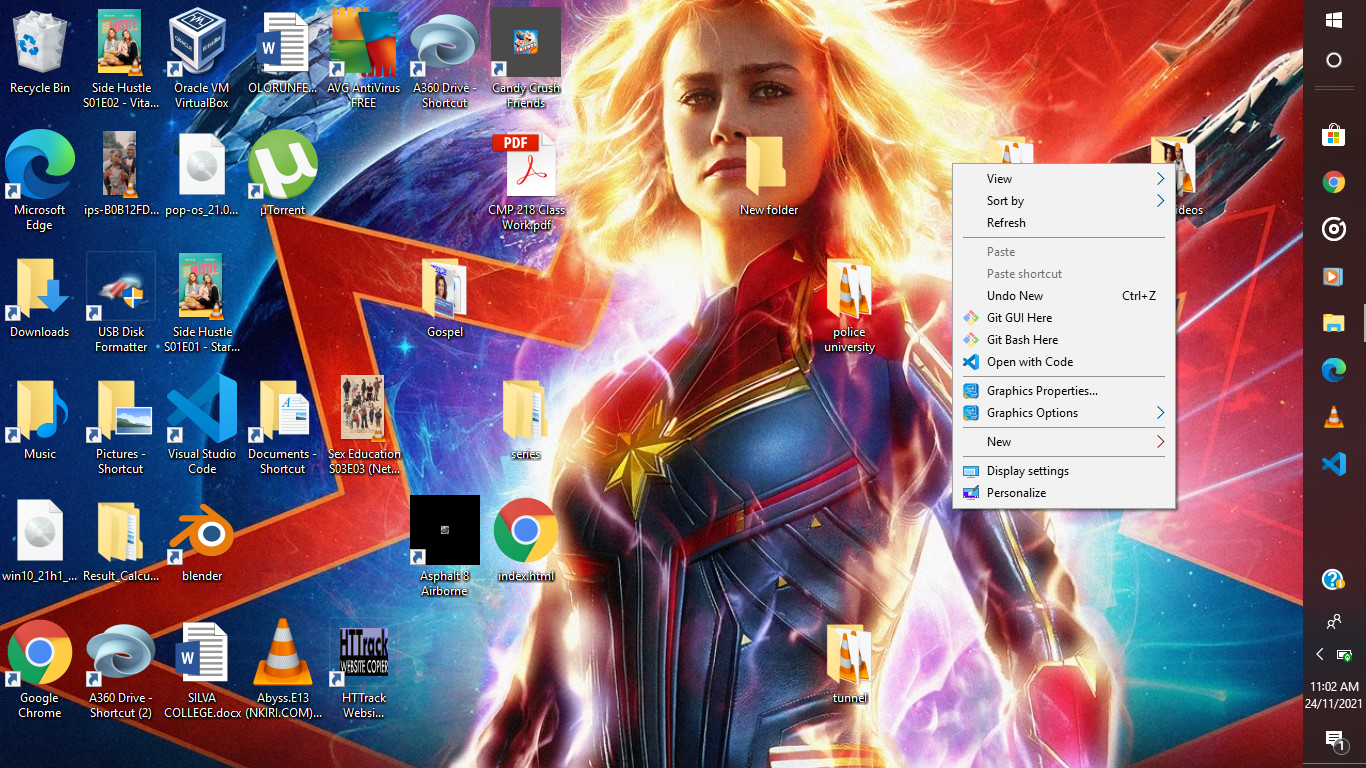 Recycle Bin
Side Hustle
S01E02 - Vita...
Oracle VM
VirtualBox
OLORUNFE...
AVG AntiVirus
FREE
A360 Drive -
Shortcut
Candy Crush
Friends
Microsoft
Edge
ips-B0B12FD...
pop-os_21.0...
µTorrent
PDF
CMP 218 Class
Work.pdf
New folder
ideos
Downloads
USB Disk
Formatter
Side Hustle
S01E01 - Star...
Gospel
police
university
Music
Pictures -
Shortcut
Visual Studio
Code
Documents -
Shortcut
Sex Education
S03E03 (Net...
series
win10_21h1_...
Result_Calcu...
blender
Asphalt 8
Airborne
index.html
Google
Chrome
A360 Drive -
Shortcut (2)
SILVA
COLLEGE.docx
Abyss.E13
(NKIRI.COM)...
HTTrack
WEBSITE COPIER
HTTrack
Websi...
tunnel
View
Sort by
Refresh
Paste
Paste shortcut
Undo New Ctrl+Z
Git GUI Here
Git Bash Here
Open with Code
Graphics Properties...
Graphics Options
New
Display settings
Personalize
11:02 AM
24/11/2021
1